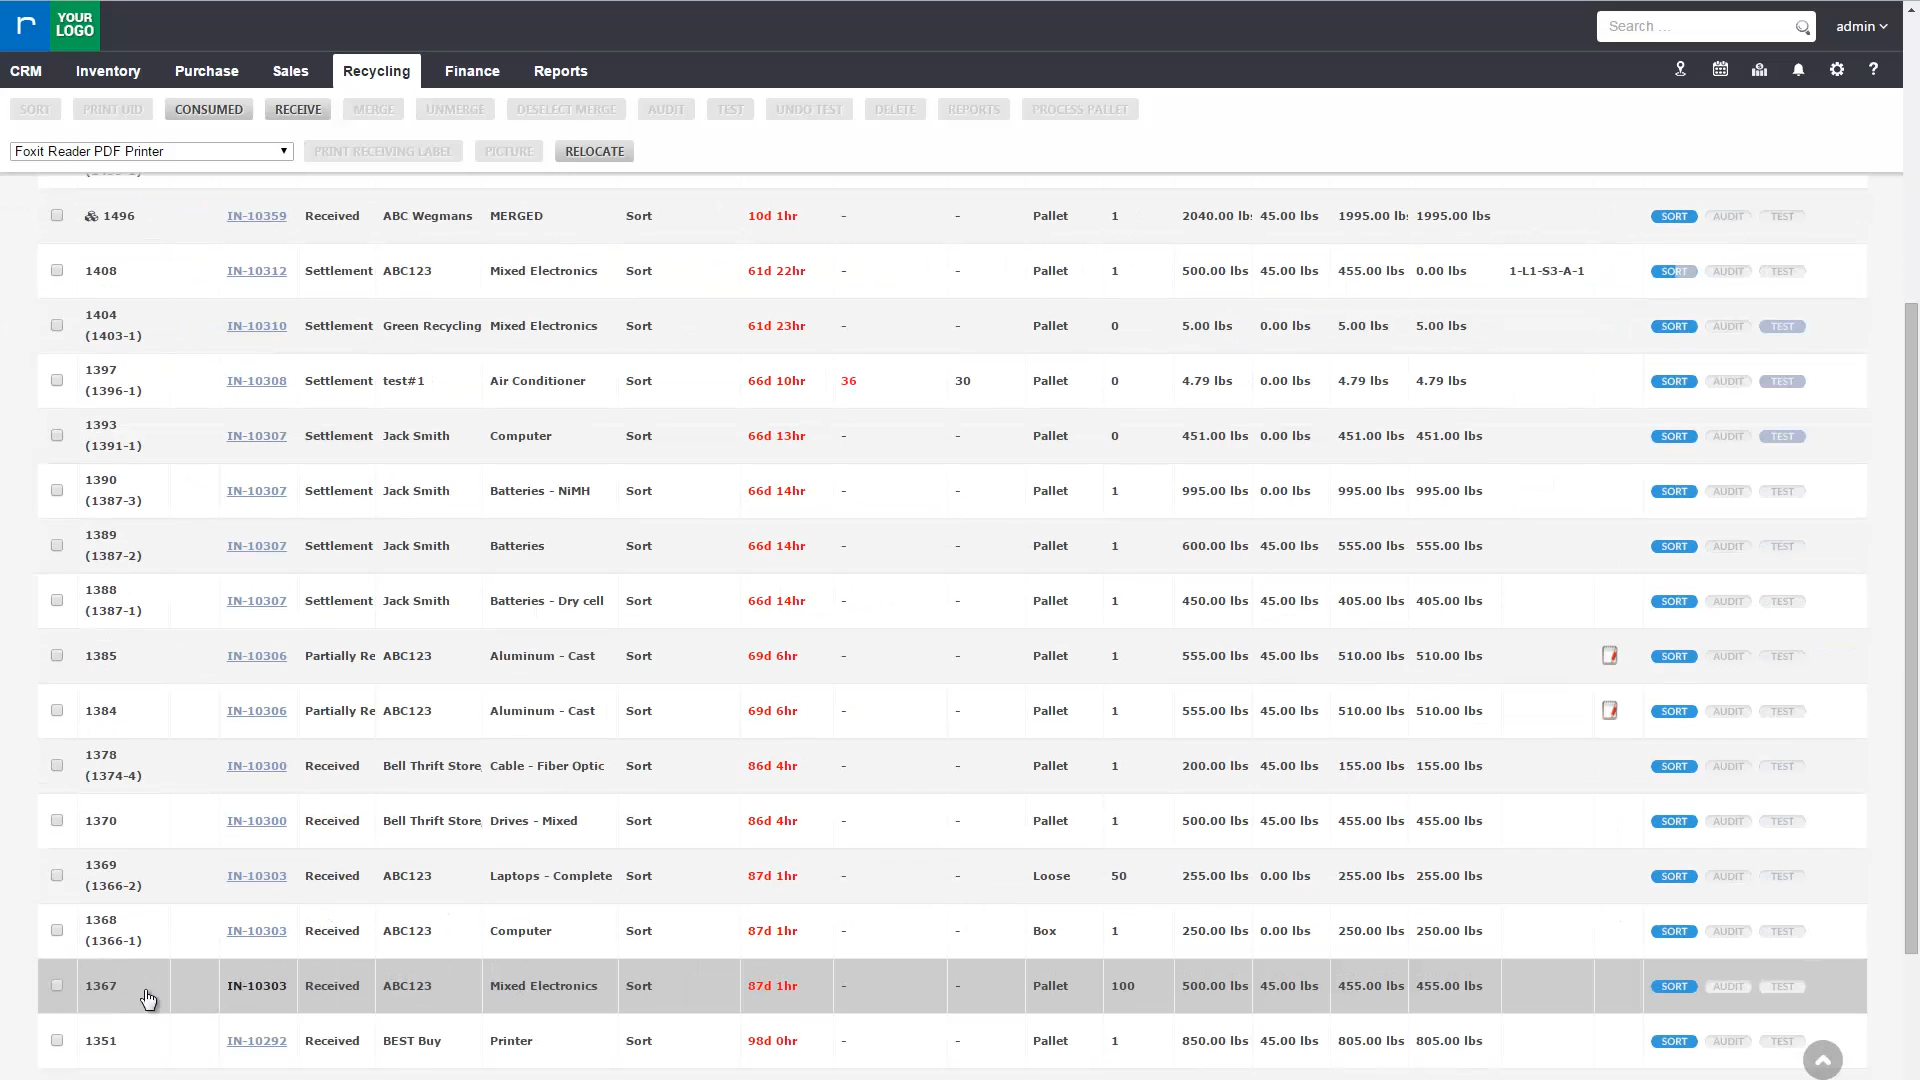 r YOUR LOGO Search ... admin
CRM Inventory Purchase Sales Recycling Finance Reports ?
SORT PRINT UID CONSUMED RECEIVE MERGE UNMERGE DESELECT MERGE AUDIT TEST UNDO TEST DELETE REPORTS PROCESS PALLET
Foxit Reader PDF Printer PRINT RECEIVING LABEL PICTURE RELOCATE
1496 IN-10359 Received ABC Wegmans MERGED Sort 10d 1hr - - Pallet 1 2040.00 lb: 45.00 lbs 1995.00 lb: 1995.00 lbs SORT AUDIT TEST
1408 IN-10312 Settlement ABC123 Mixed Electronics 61d 22hr - - Pallet 1 500.00 lbs 45.00 lbs 455.00 lbs 0.00 lbs 1-L1-S3-A-1 SORT AUDIT TEST
1404 (1403-1) IN-10310 Settlement Green Recycling Mixed Electronics Sort 61d 23hr - - Pallet 0 5.00 lbs 0.00 lbs 5.00 lbs 5.00 lbs SORT AUDIT TEST
1397 (1396-1) IN-10308 Settlement test#1 Air Conditioner Sort 66d 10hr 36 30 Pallet 0 4.79 lbs 0.00 lbs 4.79 lbs 4.79 lbs SORT AUDIT TEST
1393 (1391-1) IN-10307 Settlement Jack Smith Computer Sort 66d 13hr - - Pallet 0 451.00 lbs 0.00 lbs 451.00 lbs 451.00 lbs SORT AUDIT TEST
1390 (1387-3) IN-10307 Settlement Jack Smith Batteries - NiMH Sort 66d 14hr - - Pallet 1 995.00 lbs 0.00 lbs 995.00 lbs 995.00 lbs SORT AUDIT TEST
1389 (1387-2) IN-10307 Settlement Jack Smith Batteries Sort 66d 14hr - - Pallet 1 600.00 lbs 45.00 lbs 555.00 lbs 555.00 lbs SORT AUDIT TEST
1388 (1387-1) IN-10307 Settlement Jack Smith Batteries - Dry cell Sort 66d 14hr - - Pallet 1 450.00 lbs 45.00 lbs 405.00 lbs 405.00 lbs SORT AUDIT TEST
1385 IN-10306 Partially Re ABC123 Aluminum - Cast Sort 69d 6hr - - Pallet 1 555.00 lbs 45.00 lbs 510.00 lbs 510.00 lbs SORT AUDIT TEST
1384 IN-10306 Partially Re ABC123 Aluminum - Cast Sort 69d 6hr - - Pallet 1 555.00 lbs 45.00 lbs 510.00 lbs 510.00 lbs SORT AUDIT TEST
1378 (1374-4) IN-10300 Received Bell Thrift Store, Cable - Fiber Optic Sort 86d 4hr - - Pallet 1 200.00 lbs 45.00 lbs 155.00 lbs 155.00 lbs SORT AUDIT TEST
1370 IN-10300 Received Bell Thrift Store, Drives - Mixed Sort 86d 4hr - - Pallet 1 500.00 lbs 45.00 lbs 455.00 lbs 455.00 lbs SORT AUDIT TEST
1369 (1366-2) IN-10303 Received ABC123 Laptops - Complete Sort 87d 1hr - - Loose 50 255.00 lbs 0.00 lbs 255.00 lbs 255.00 lbs SORT AUDIT TEST
1368 (1366-1) IN-10303 Received ABC123 Computer Sort 87d 1hr - - Box 1 250.00 lbs 0.00 lbs 250.00 lbs 250.00 lbs SORT AUDIT TEST
1367 IN-10303 Received ABC123 Mixed Electronics Sort 87d 1hr - - Pallet 100 500.00 lbs 45.00 lbs 455.00 lbs 455.00 lbs SORT AUDIT TEST
1351 IN-10292 Received BEST Buy Printer Sort 98d 0hr - - Pallet 1 850.00 lbs 45.00 lbs 805.00 lbs 805.00 lbs SORT AUDIT TEST